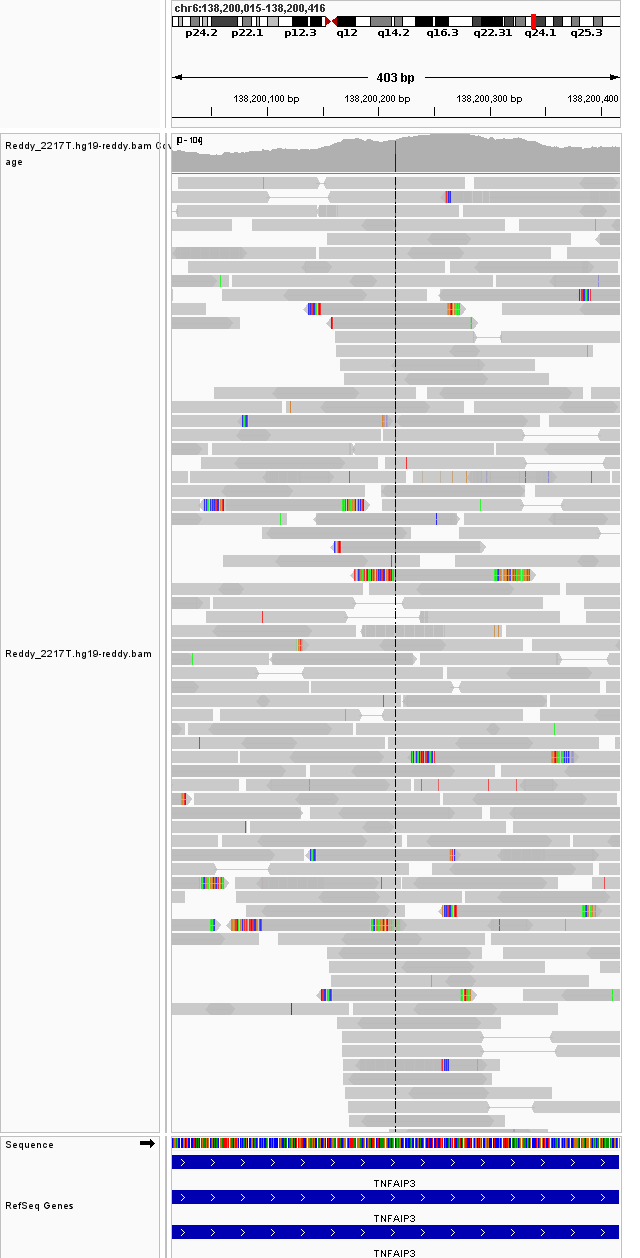 chr6:138,200,015-138,200,416
p24.2 p22.1 p12.3 q12 q14.2 q16.3 q22.31 q24.1 q25.3
403 bp
138,200,100 bp 138,200,200 bp 138,200,300 bp 138,200,400
[0 - 104]
Reddy_2217T.hg19-reddy.bam Cov
age
Reddy_2217T.hg19-reddy.bam
Sequence
TNFAIP3
RefSeq Genes
TNFAIP3
TNFAIP3